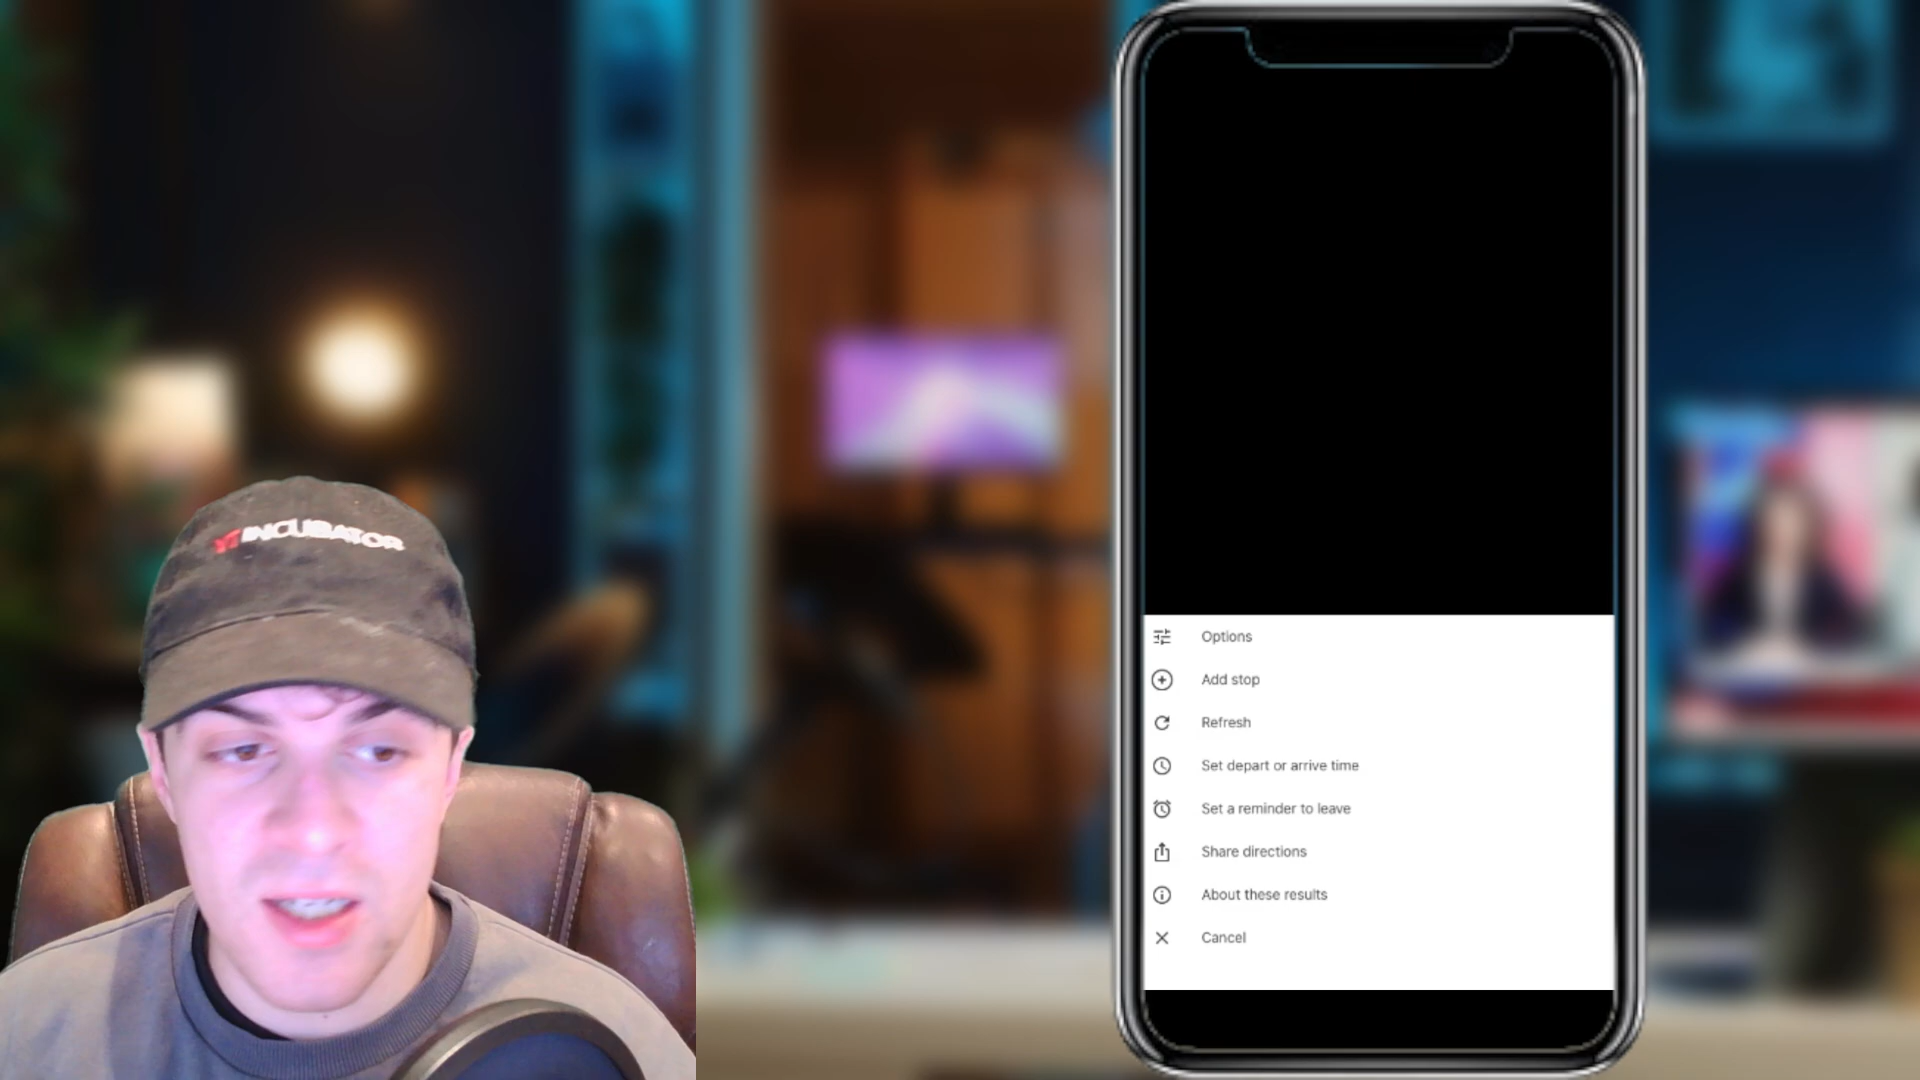 YTINCUBATOR
Options
Add stop
Refresh
Set depart or arrive time
Set a reminder to leave
Share directions
About these results
Cancel